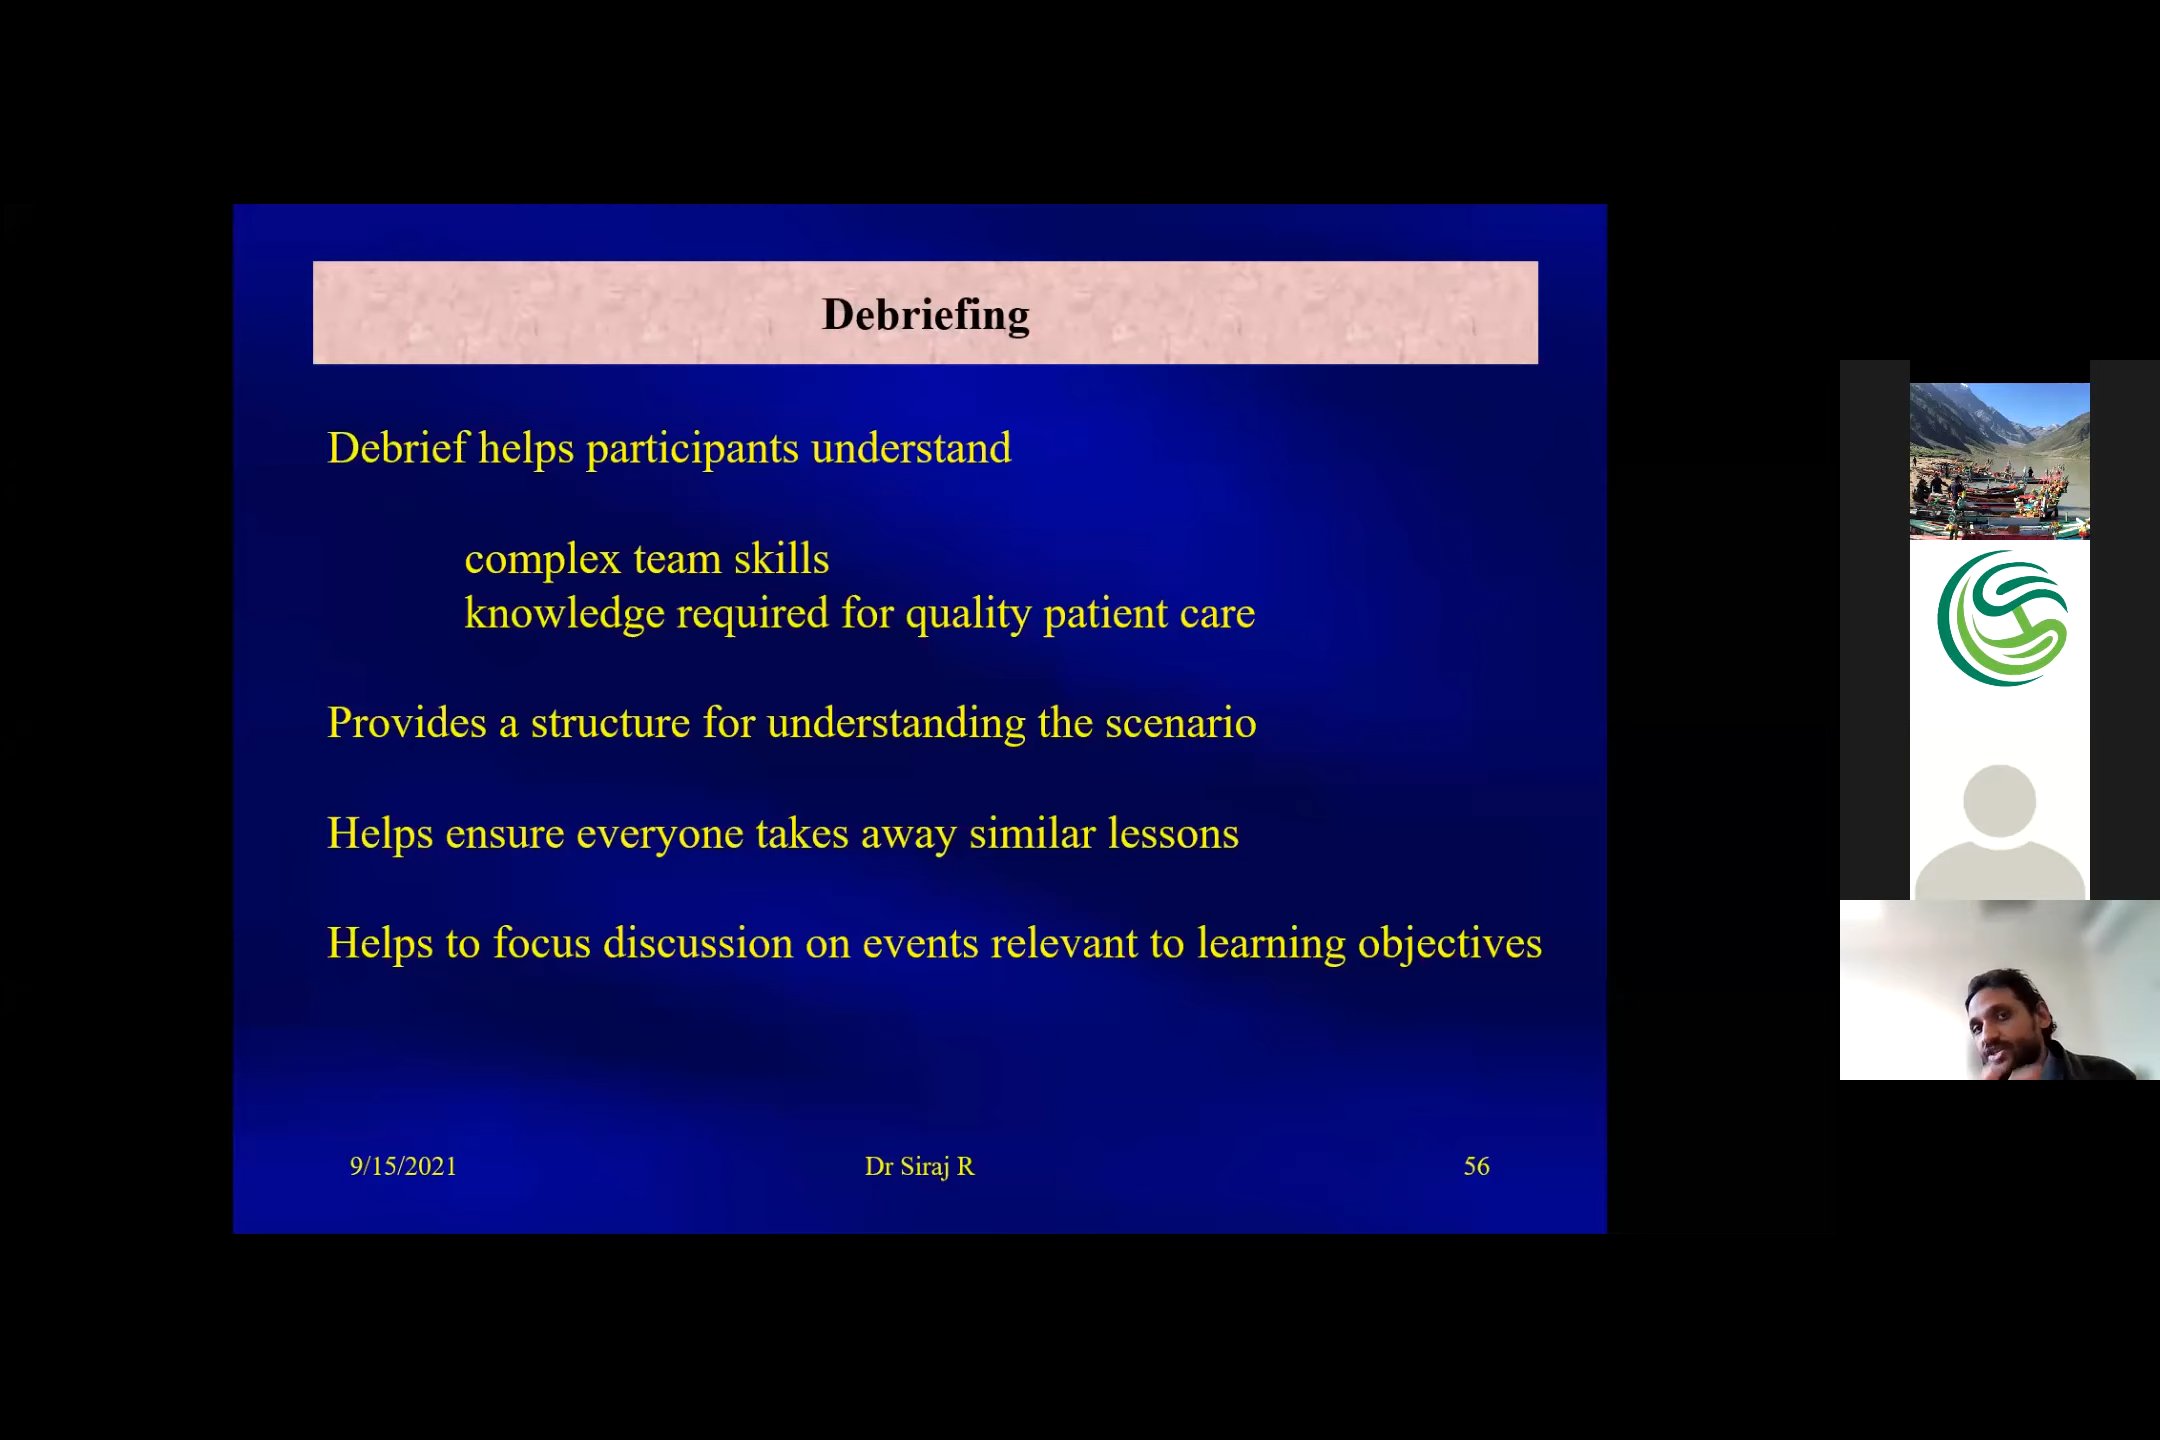 Debriefing
Debrief helps participants understand
complex team skills
knowledge required for quality patient care
Provides a structure for understanding the scenario
Helps ensure everyone takes away similar lessons
Helps to focus discussion on events relevant to learning objectives
9/15/2021
Dr Siraj R
56